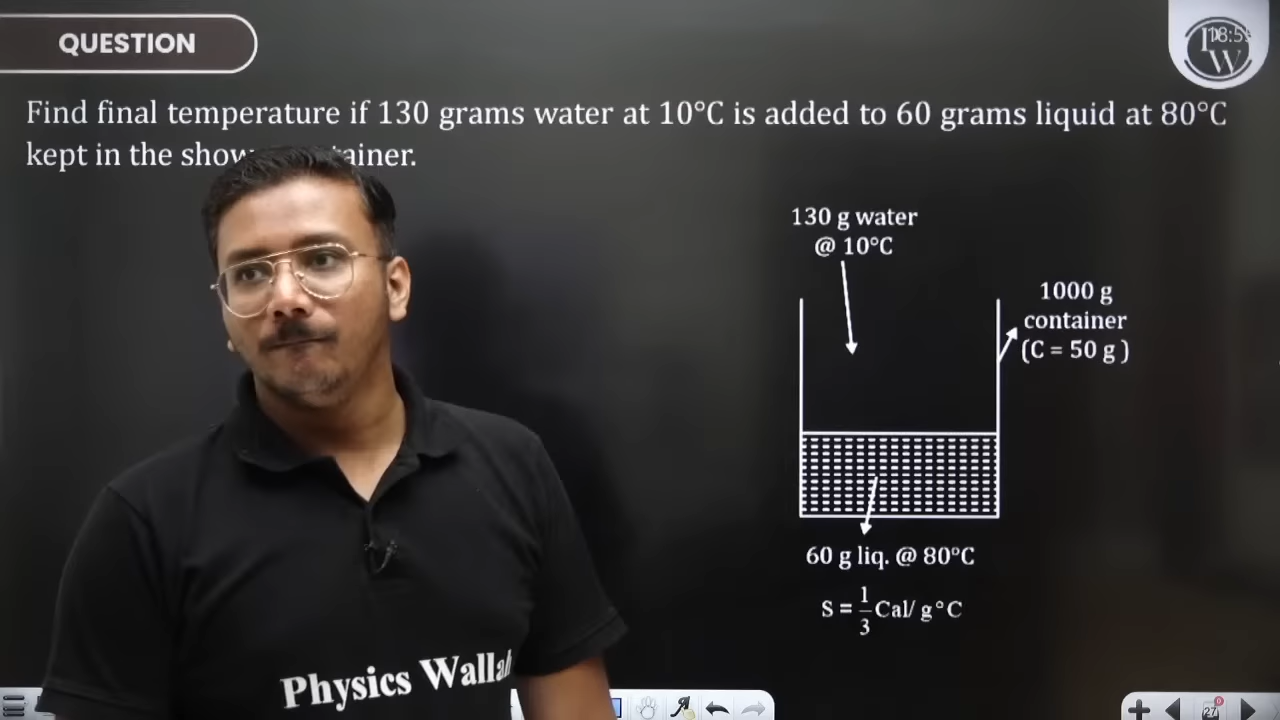 QUESTION
Find final temperature if 130 grams water at 10°C is added to 60 grams liquid at 80°C
kept in the
130 g water
@ 10°C
1000 g
container
(C = 50 g )
60 g liq. @ 80°C
S = 1/3 Cal/ g°C
Physics Wallah